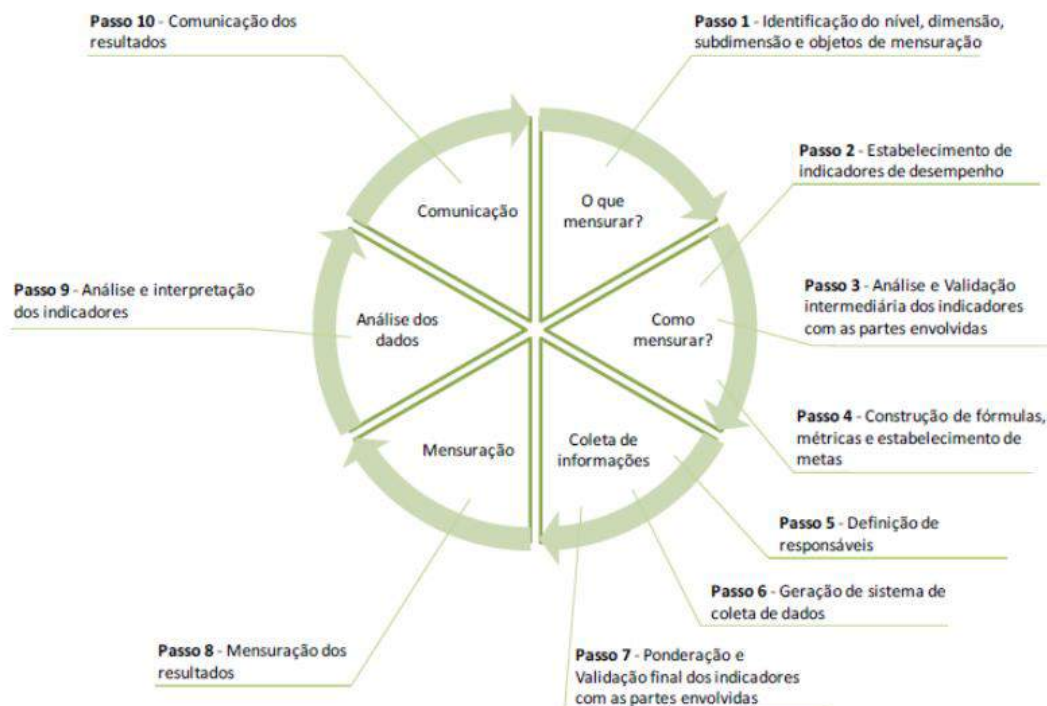 Passo 10 - Comunicação dos
resultados
Passo 1 - Identificação do nível, dimensão,
subdimensão e objetos de mensuração
Passo 2 - Estabelecimento de
indicadores de desempenho
Comunicação
O que
mensurar?
Passo 9 - Análise e interpretação
dos indicadores
Análise dos
dados
Como
mensurar?
Passo 3 - Análise e Validação
intermediária dos indicadores
com as partes envolvidas
Passo 4 - Construção de fórmulas,
métricas e estabelecimento de
metas
Mensuração
Coleta de
informações
Passo 5 - Definição de
responsáveis
Passo 6 - Geração de sistema de
coleta de dados
Passo 8 - Mensuração dos
resultados
Passo 7 - Ponderação e
Validação final dos indicadores
com as partes envolvidas